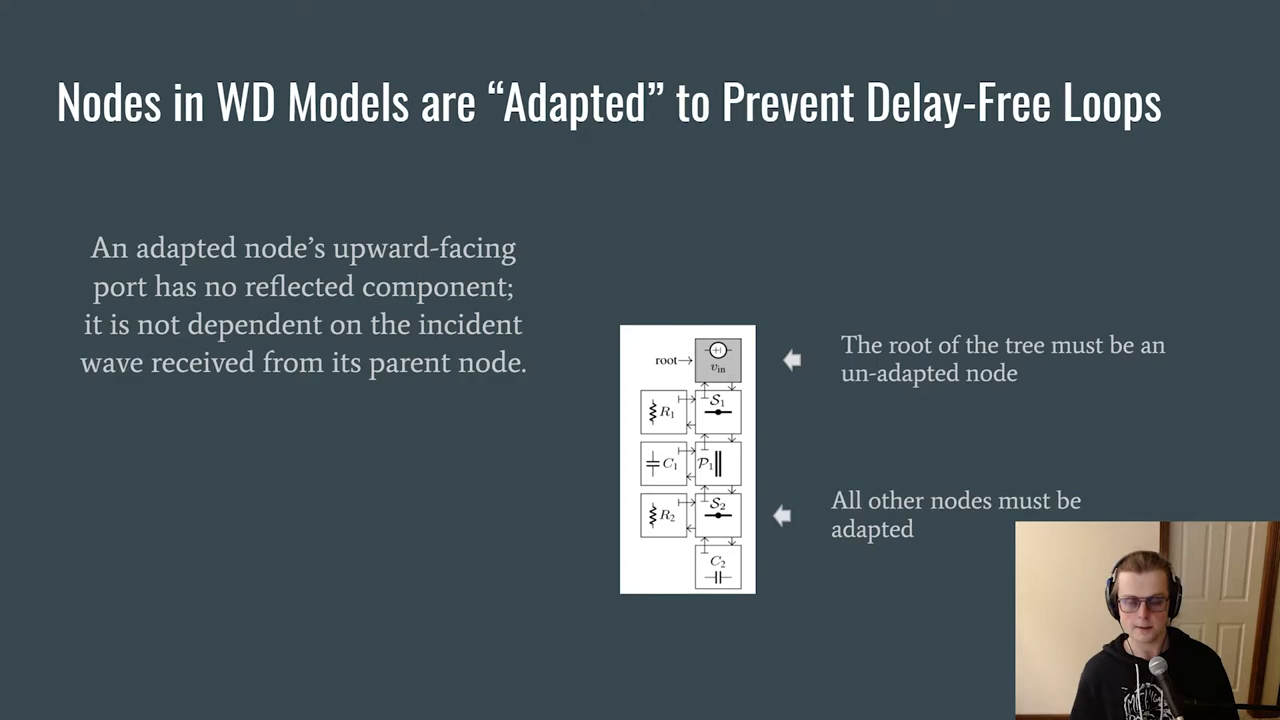 Nodes in WD Models are “Adapted” to Prevent Delay-Free Loops
An adapted node’s upward-facing
port has no reflected component;
it is not dependent on the incident
wave received from its parent node.
root
v_in
S₁
R₁
C₁
P₁
S₂
R₂
C₂
The root of the tree must be an
un-adapted node
All other nodes must be
adapted